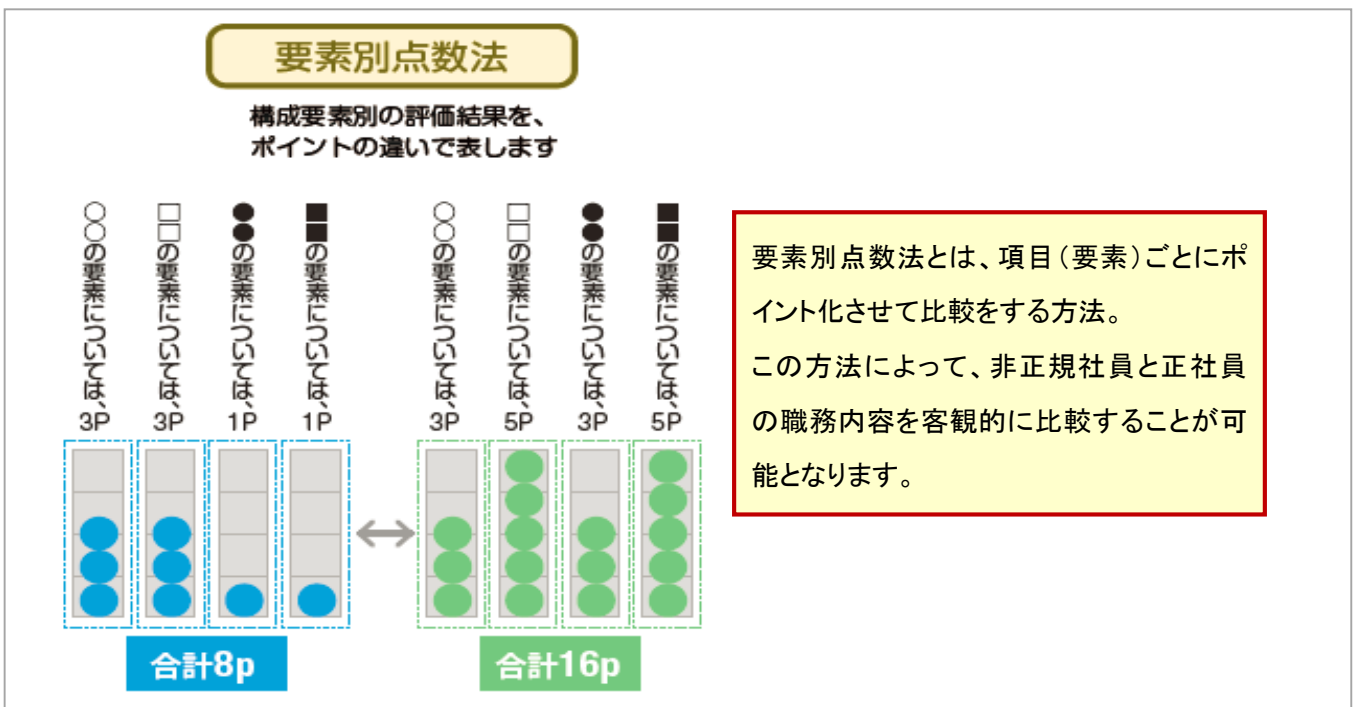 要素別点数法
構成要素別の評価結果を、
ポイントの違いで表します
○○の要素については、3P
□□の要素については、3P
●●の要素については、1P
■■の要素については、1P
○○の要素については、3P
□□の要素については、5P
●●の要素については、3P
■■の要素については、5P
合計8p
合計16p
要素別点数法とは、項目（要素）ごとにポ
イント化させて比較をする方法。
この方法によって、非正規社員と正社員
の職務内容を客観的に比較することが可
能となります。